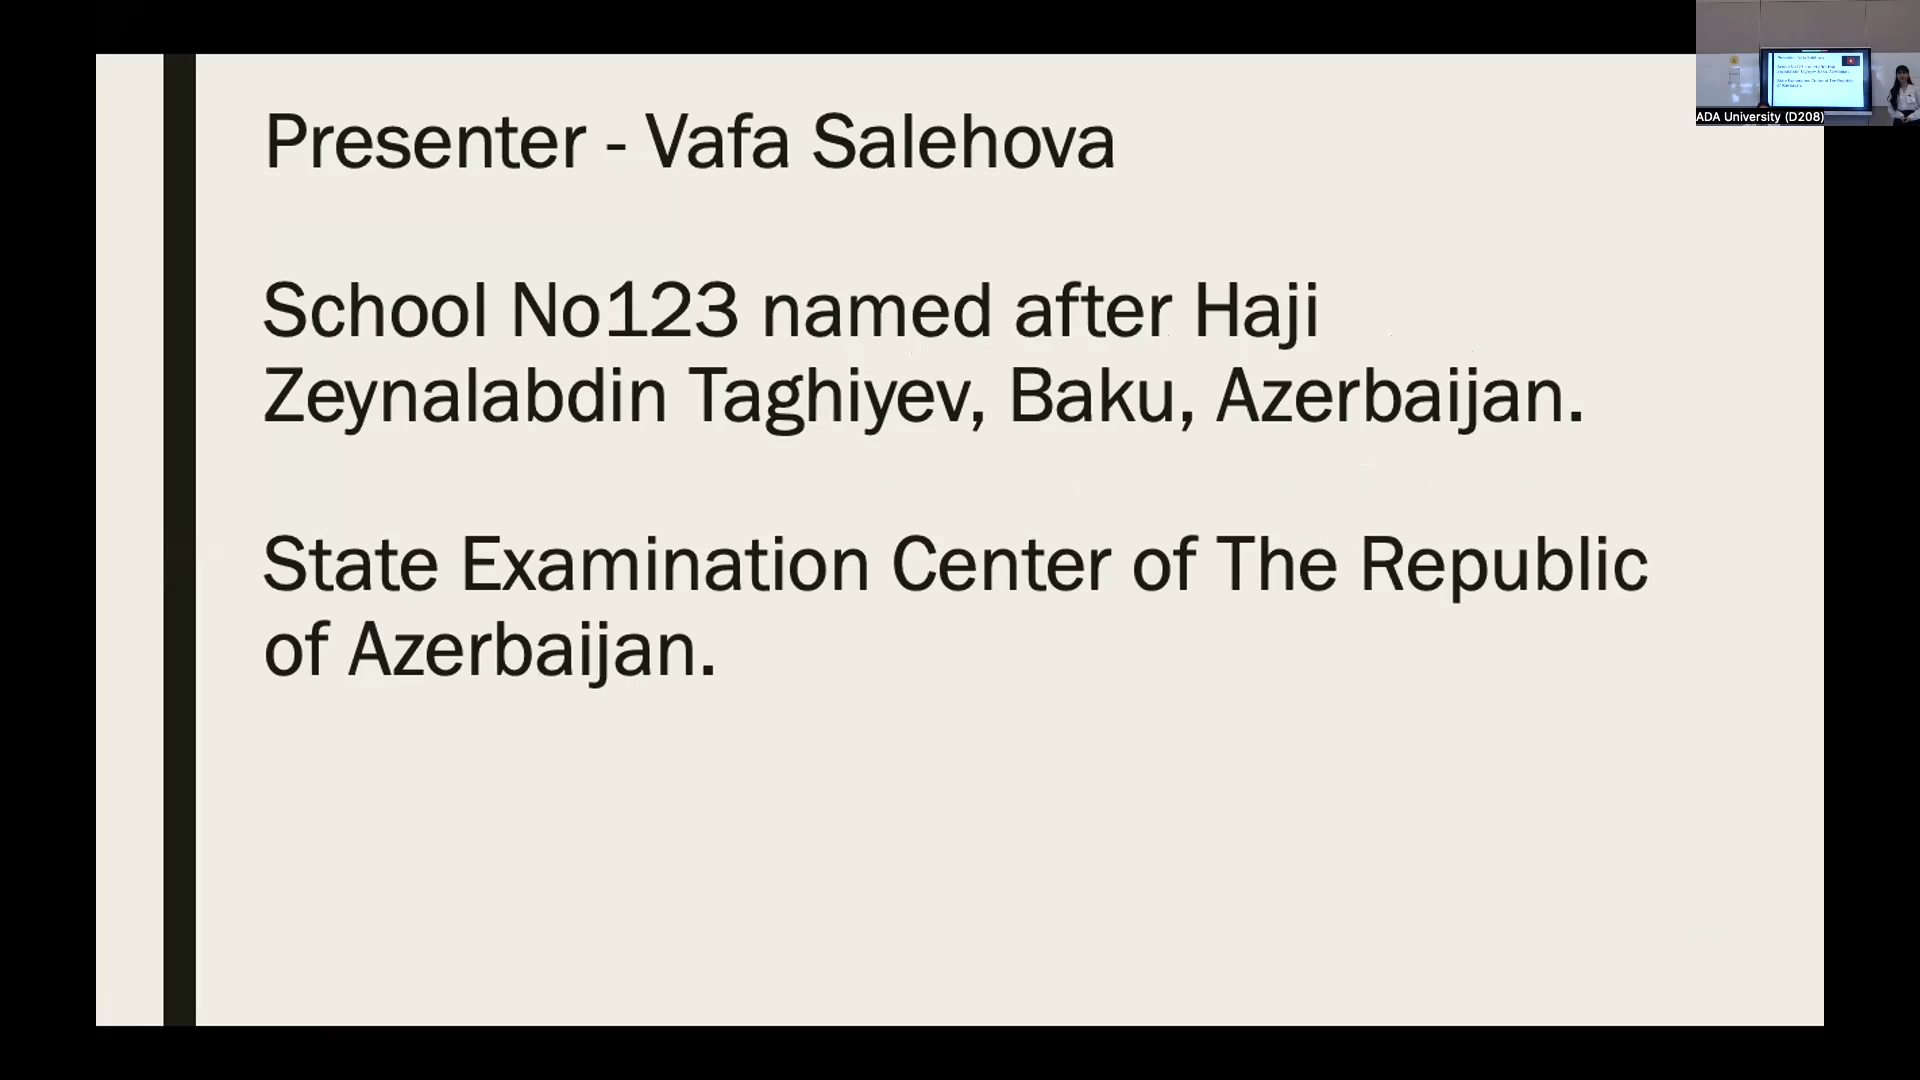 Presenter - Vafa Salehova
School No123 named after Haji
Zeynalabdin Taghiyev, Baku, Azerbaijan.
State Examination Center of The Republic
of Azerbaijan.
ADA University (D208)